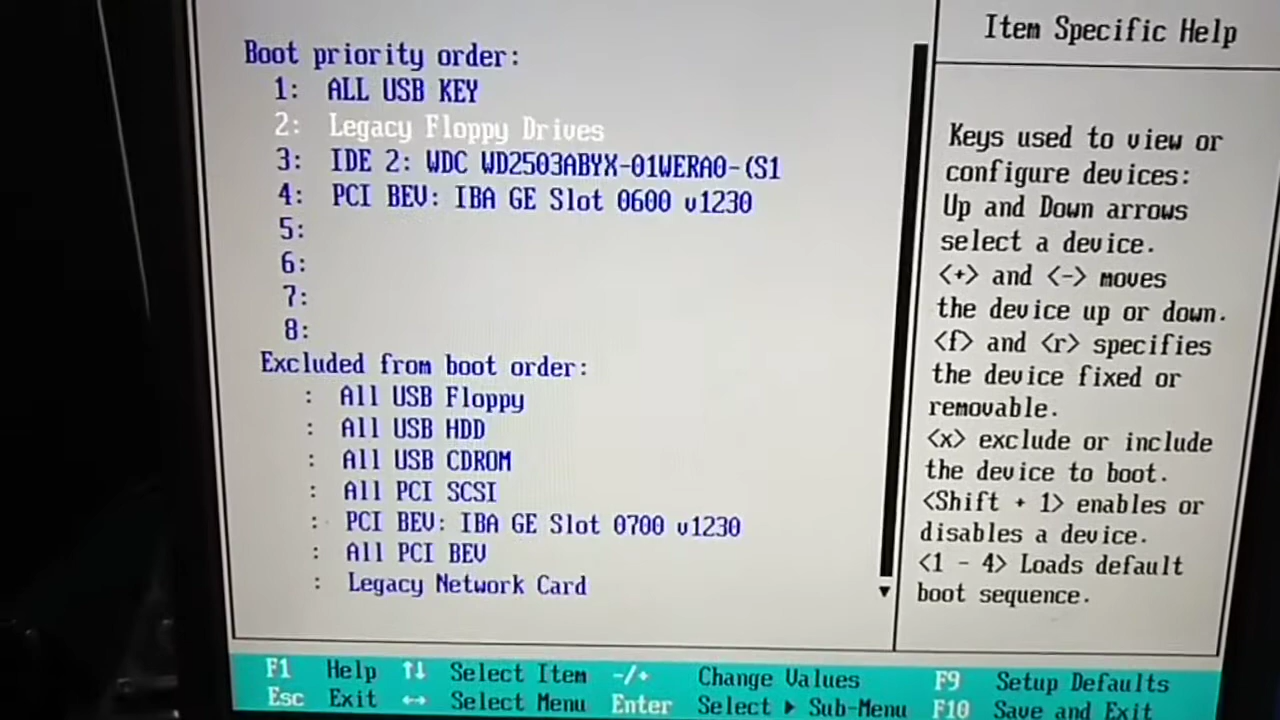 Item Specific Help
Boot priority order:
1: ALL USB KEY
2: Legacy Floppy Drives
3: IDE 2: WDC WD2503ABYX-01WERA0-(S1
4: PCI BEV: IBA GE Slot 0600 v1230
5:
6:
7:
8:
Excluded from boot order:
: All USB Floppy
: All USB HDD
: All USB CDROM
: All PCI SCSI
: PCI BEV: IBA GE Slot 0700 v1230
: All PCI BEV
: Legacy Network Card
Keys used to view or
configure devices:
Up and Down arrows
select a device.
<+> and <-> moves
the device up or down.
<f> and <r> specifies
the device fixed or
removable.
<x> exclude or include
the device to boot.
<Shift + 1> enables or
disables a device.
<1 - 4> Loads default
boot sequence.
F1 Help ↑↓ Select Item -/+ Change Values F9 Setup Defaults
Esc Exit ↔ Select Menu Enter Select ▶ Sub-Menu F10 Save and Exit